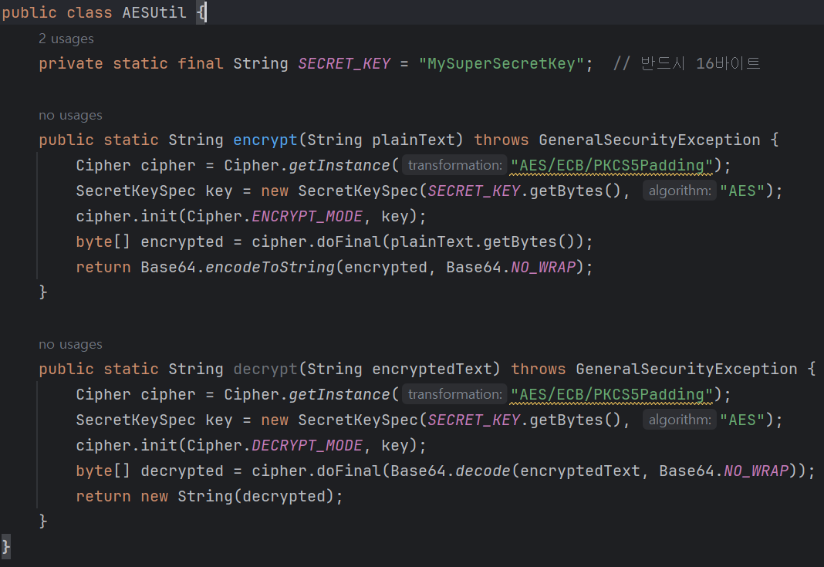 public class AESUtil {
2 usages
private static final String SECRET_KEY = "MySuperSecretKey";  // 반드시 16바이트
no usages
public static String encrypt(String plainText) throws GeneralSecurityException {
Cipher cipher = Cipher.getInstance( transformation: "AES/ECB/PKCS5Padding");
SecretKeySpec key = new SecretKeySpec(SECRET_KEY.getBytes(), algorithm: "AES");
cipher.init(Cipher.ENCRYPT_MODE, key);
byte[] encrypted = cipher.doFinal(plainText.getBytes());
return Base64.encodeToString(encrypted, Base64.NO_WRAP);
}
no usages
public static String decrypt(String encryptedText) throws GeneralSecurityException {
Cipher cipher = Cipher.getInstance( transformation: "AES/ECB/PKCS5Padding");
SecretKeySpec key = new SecretKeySpec(SECRET_KEY.getBytes(), algorithm: "AES");
cipher.init(Cipher.DECRYPT_MODE, key);
byte[] decrypted = cipher.doFinal(Base64.decode(encryptedText, Base64.NO_WRAP));
return new String(decrypted);
}
}